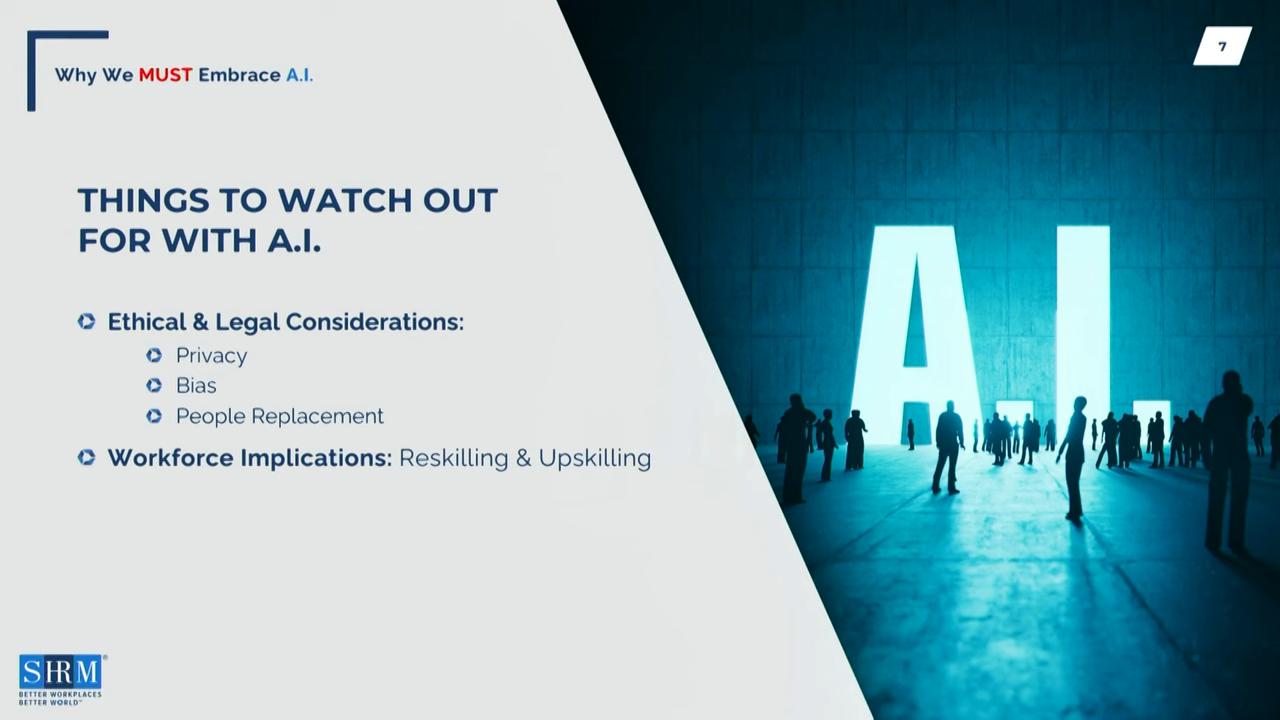 Why We MUST Embrace A.I.
7
THINGS TO WATCH OUT
FOR WITH A.I.
Ethical & Legal Considerations:
Privacy
Bias
People Replacement
Workforce Implications: Reskilling & Upskilling
A.I.
SHRM®
BETTER WORKPLACES
BETTER WORLD™